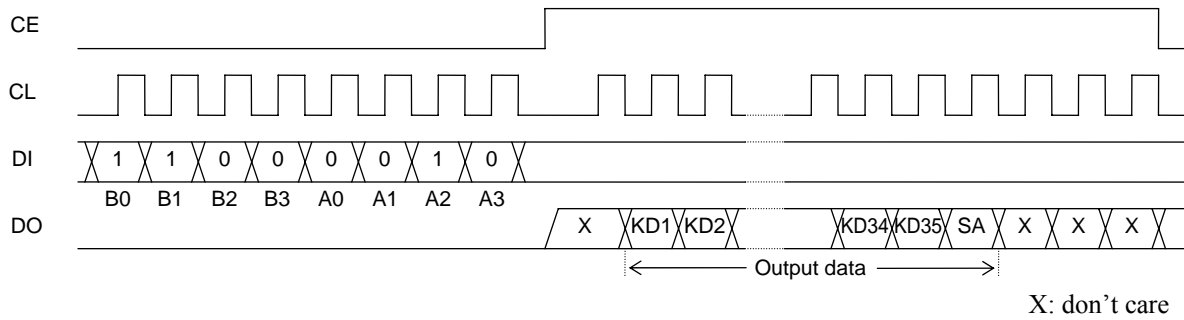 CE
CL
DI 1 1 0 0 0 0 1 0
B0 B1 B2 B3 A0 A1 A2 A3
DO X KD1 KD2 KD34 KD35 SA X X X
Output data
X: don’t care